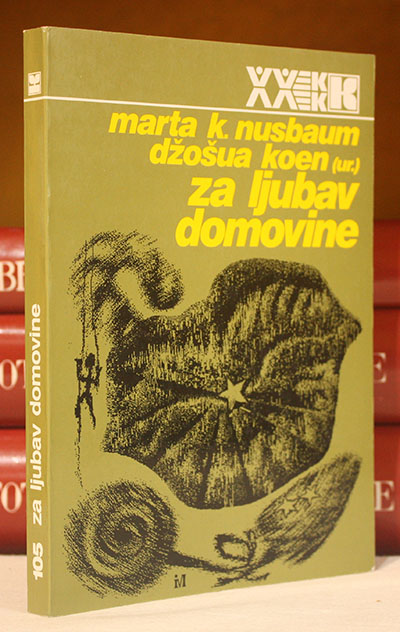 XX VEK
marta k. nusbaum
džošua koen (ur.)
za ljubav
domovine
105 za ljubav domovine